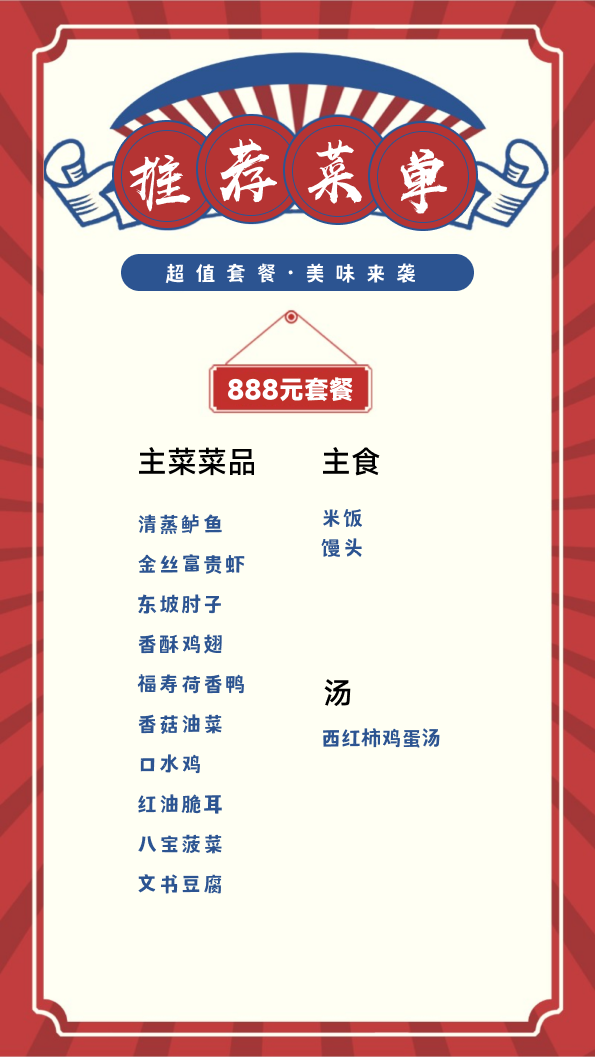 推荐菜单
超值套餐·美味来袭
888元套餐
主菜菜品
清蒸鲈鱼
金丝富贵虾
东坡肘子
香酥鸡翅
福寿荷香鸭
香菇油菜
口水鸡
红油脆耳
八宝菠菜
文书豆腐
主食
米饭
馒头
汤
西红柿鸡蛋汤